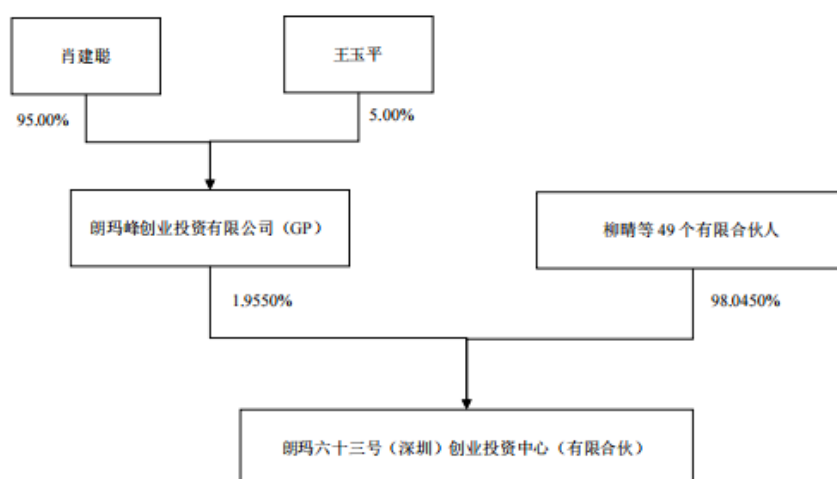 肖建聪
王玉平
95.00%
5.00%
朗玛峰创业投资有限公司（GP）
柳晴等 49 个有限合伙人
1.9550%
98.0450%
朗玛六十三号（深圳）创业投资中心（有限合伙）